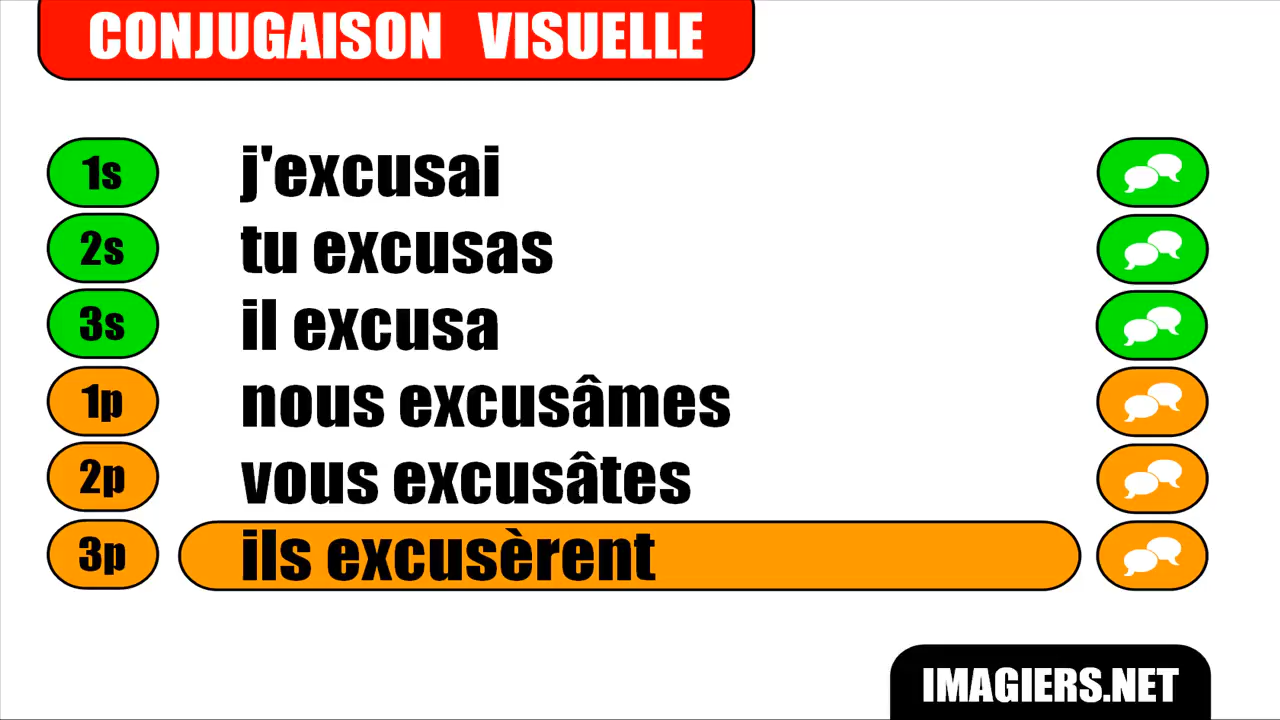 CONJUGAISON VISUELLE
1s j'excusai
2s tu excusas
3s il excusa
1p nous excusâmes
2p vous excusâtes
3p ils excusèrent
IMAGIERS.NET